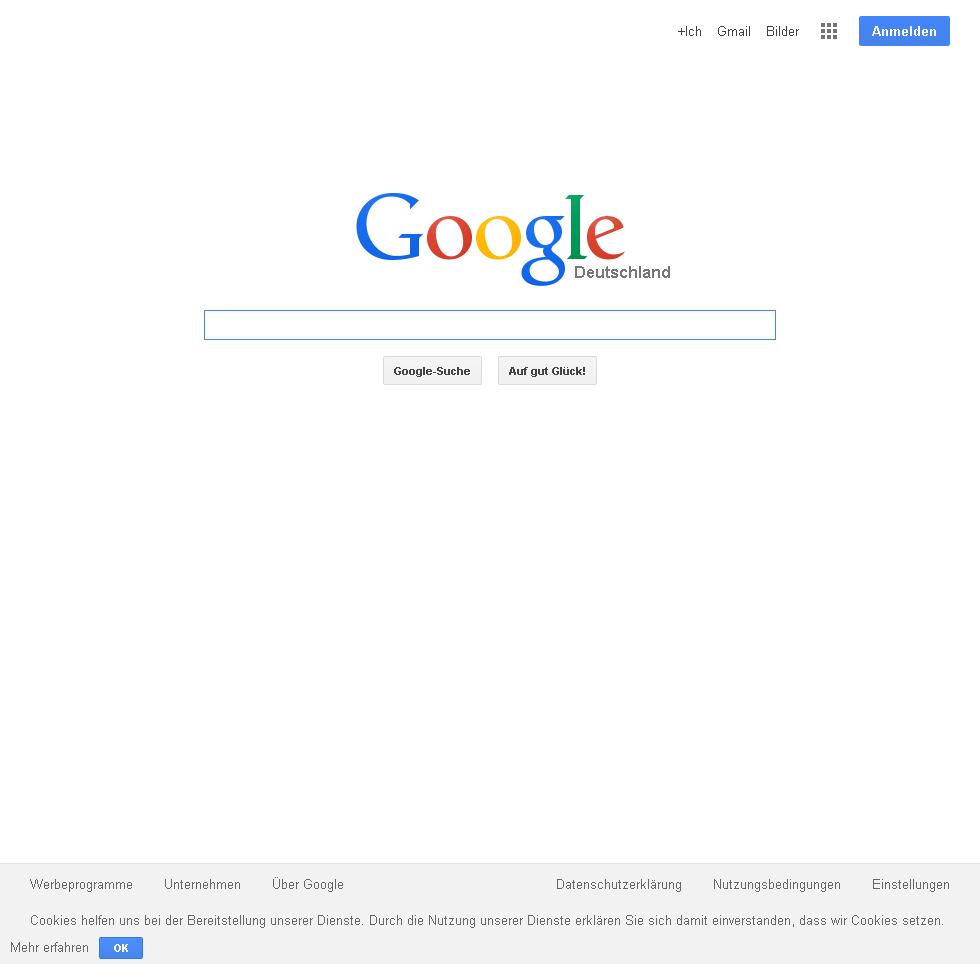 +Ich Gmail Bilder Anmelden
Google
Deutschland
Google-Suche Auf gut Glück!
Werbeprogramme Unternehmen Über Google Datenschutzerklärung Nutzungsbedingungen Einstellungen
Cookies helfen uns bei der Bereitstellung unserer Dienste. Durch die Nutzung unserer Dienste erklären Sie sich damit einverstanden, dass wir Cookies setzen.
Mehr erfahren OK